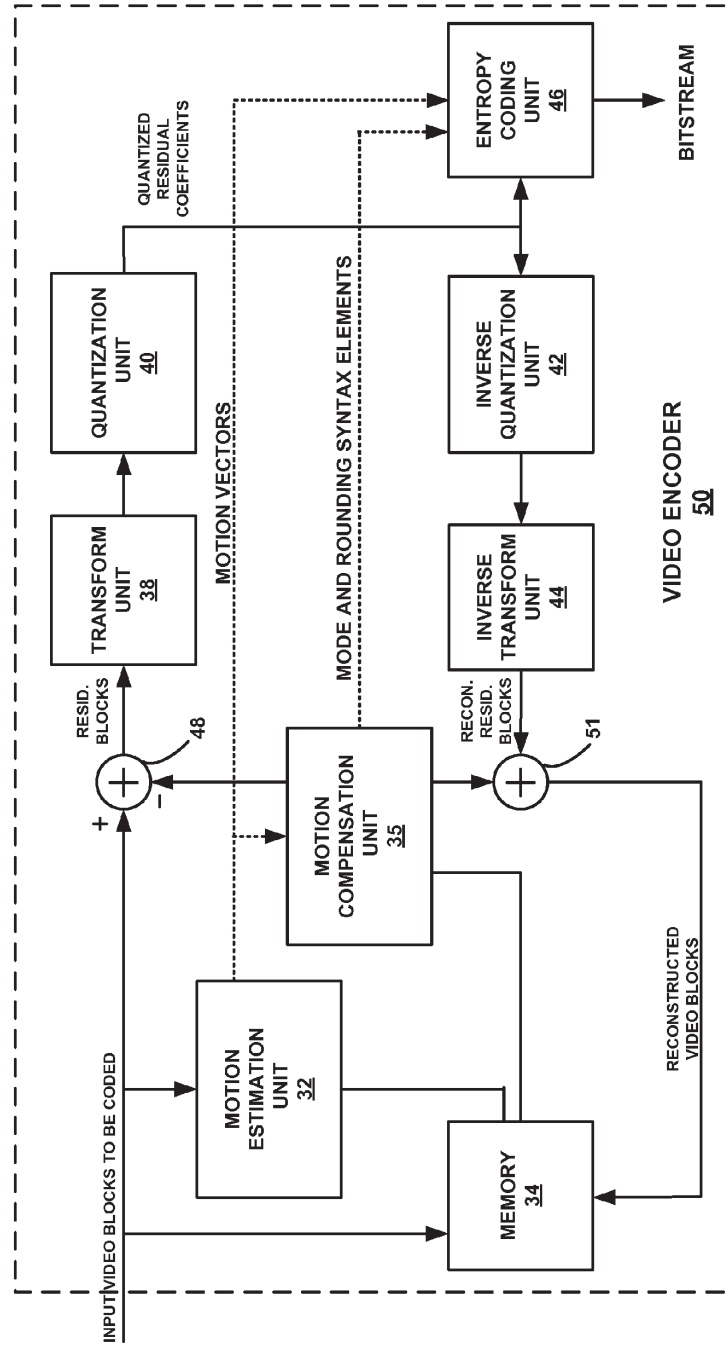 INPUT VIDEO BLOCKS TO BE CODED
+
−
48
RESID.
BLOCKS
TRANSFORM
UNIT
38
QUANTIZATION
UNIT
40
QUANTIZED
RESIDUAL
COEFFICIENTS
MOTION
ESTIMATION
UNIT
32
MOTION VECTORS
MOTION
COMPENSATION
UNIT
35
MODE AND ROUNDING SYNTAX ELEMENTS
MEMORY
34
RECON.
RESID.
BLOCKS
51
INVERSE
TRANSFORM
UNIT
44
INVERSE
QUANTIZATION
UNIT
42
ENTROPY
CODING
UNIT
46
BITSTREAM
RECONSTRUCTED
VIDEO BLOCKS
VIDEO ENCODER
50